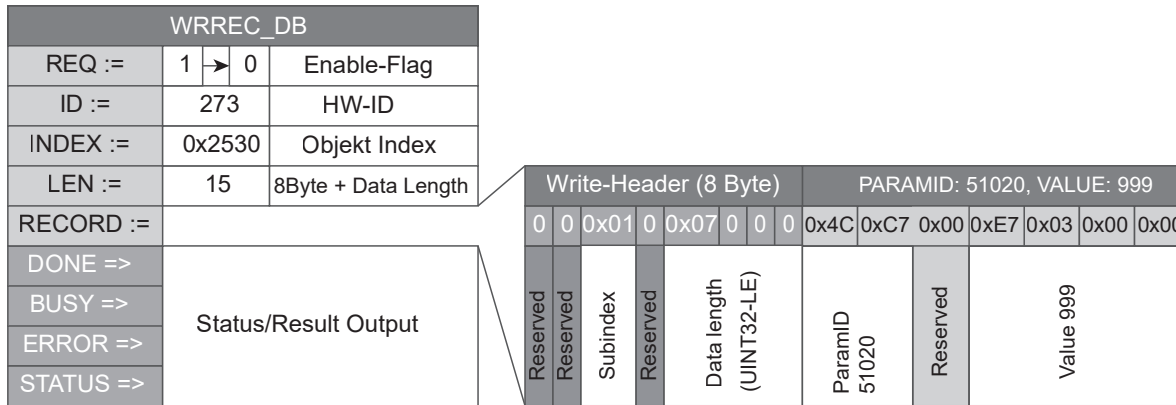 WRREC_DB
REQ := 1 0 Enable-Flag
ID := 273 HW-ID
INDEX := 0x2530 Objekt Index
LEN := 15 8Byte + Data Length
RECORD :=
DONE =>
BUSY =>
ERROR =>
STATUS =>
Status/Result Output
Write-Header (8 Byte) PARAMID: 51020, VALUE: 999
0 0 0x01 0 0x07 0 0 0 0x4C 0xC7 0x00 0xE7 0x03 0x00 0x00
Reserved
Reserved
Subindex
Reserved
Data length
(UINT32-LE)
ParamID
51020
Reserved
Value 999